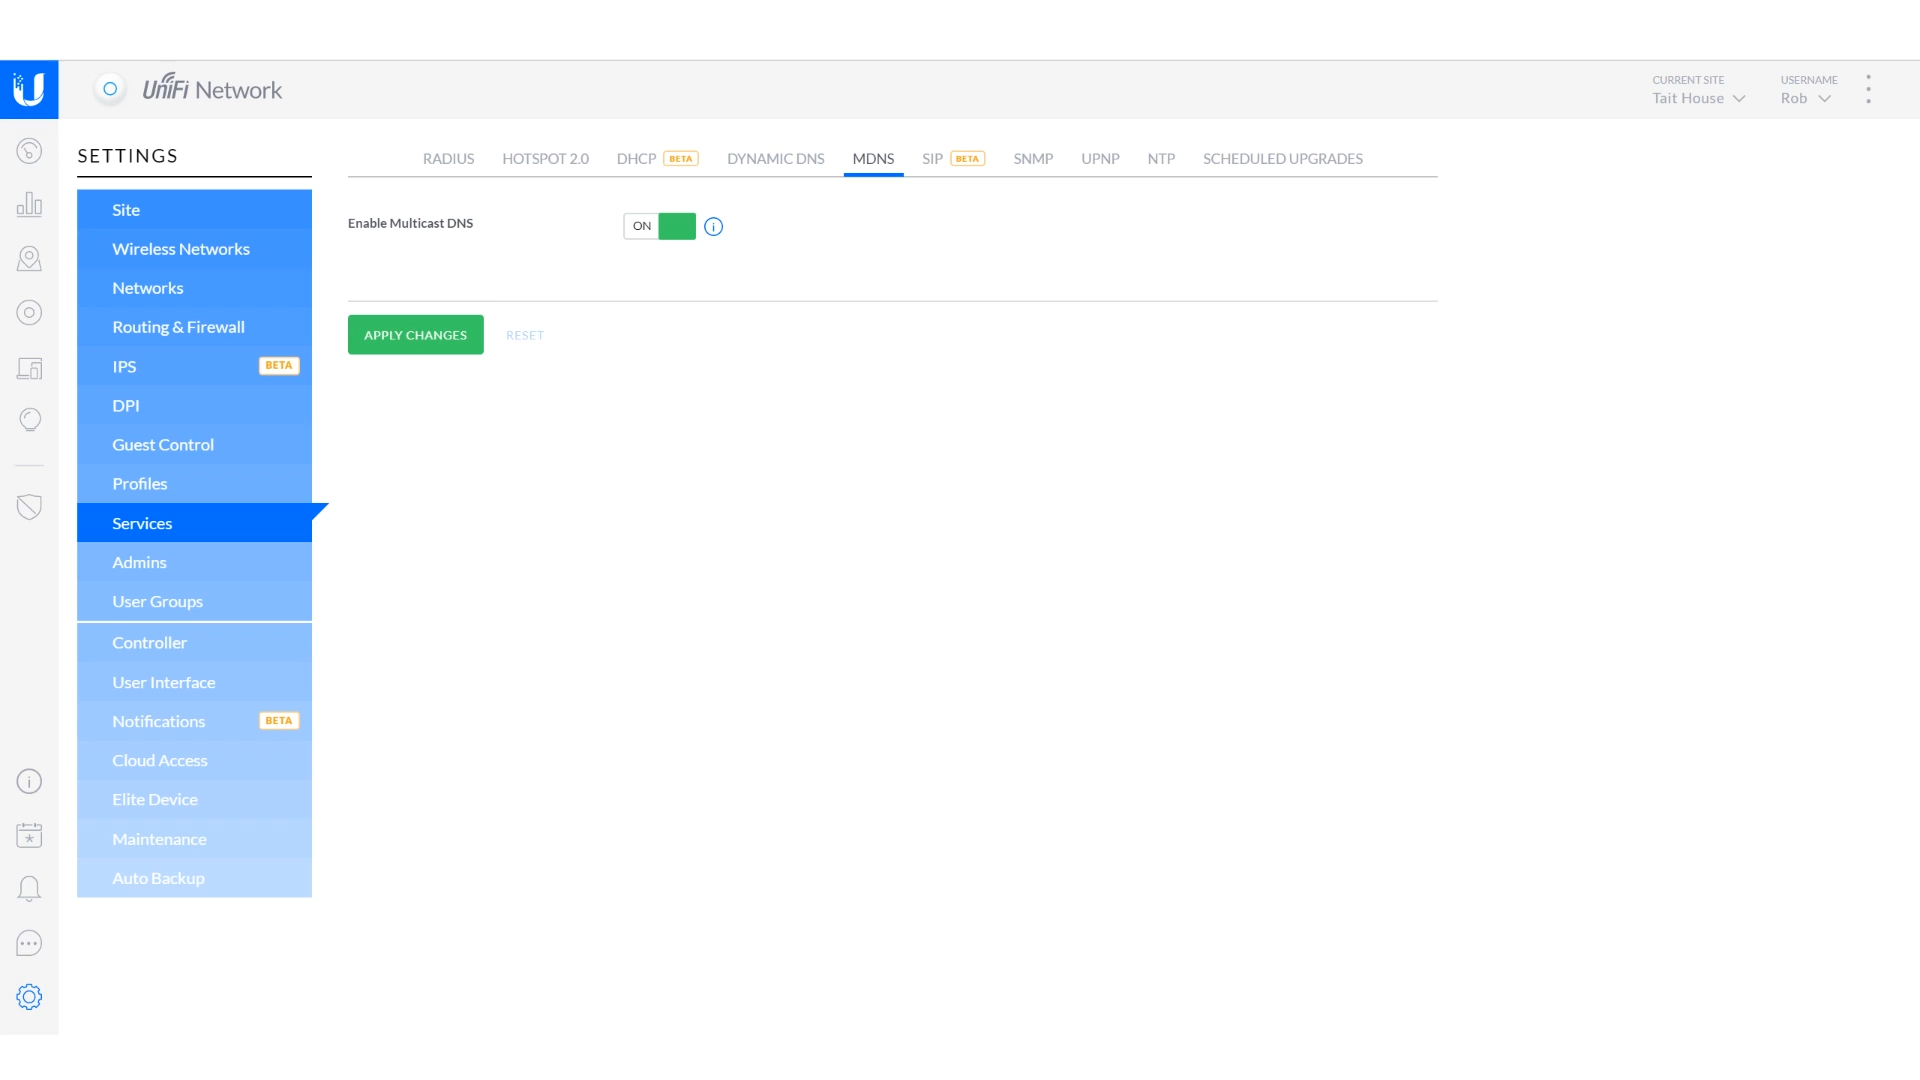 UniFi Network
CURRENT SITE
Tait House
USERNAME
Rob
SETTINGS
RADIUS HOTSPOT 2.0 DHCP BETA DYNAMIC DNS MDNS SIP BETA SNMP UPNP NTP SCHEDULED UPGRADES
Site
Wireless Networks
Networks
Routing & Firewall
IPS BETA
DPI
Guest Control
Profiles
Services
Admins
User Groups
Controller
User Interface
Notifications BETA
Cloud Access
Elite Device
Maintenance
Auto Backup
Enable Multicast DNS ON
APPLY CHANGES RESET